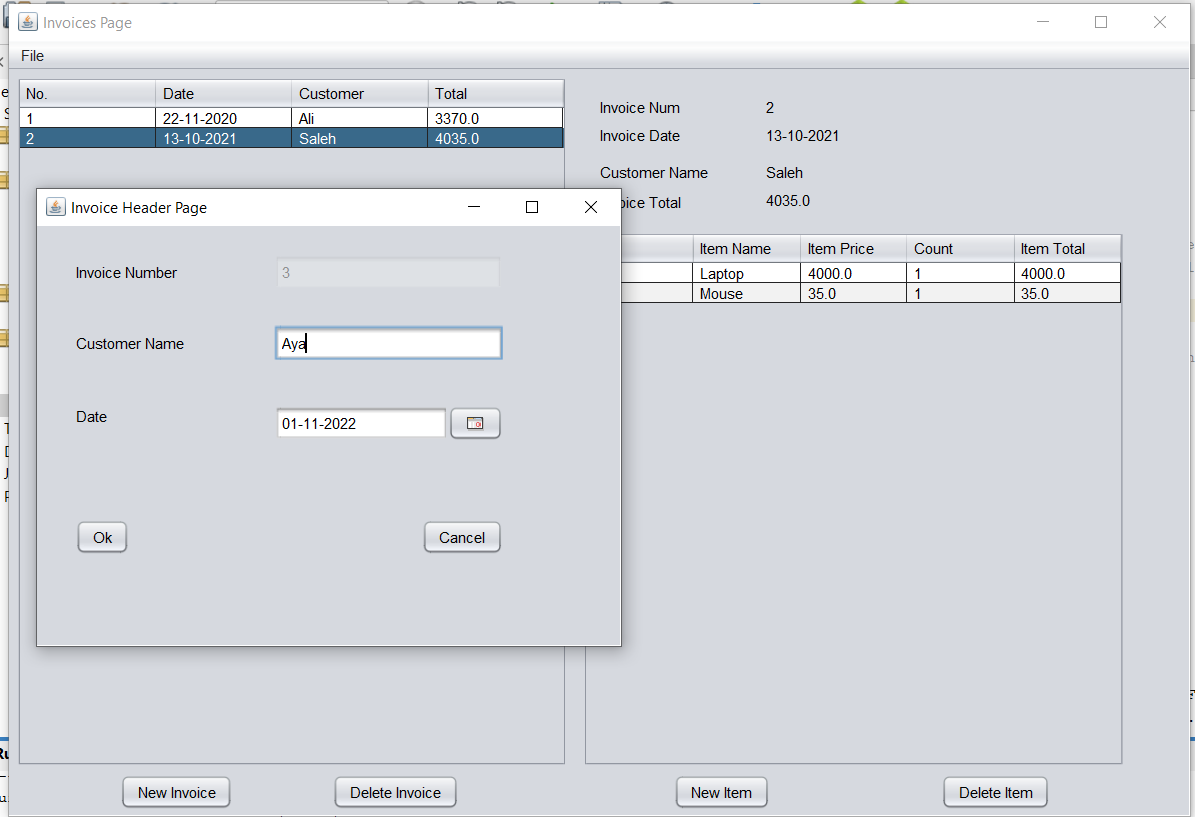 Invoices Page
File
No. Date Customer Total
1 22-11-2020 Ali 3370.0
2 13-10-2021 Saleh 4035.0
Invoice Num 2
Invoice Date 13-10-2021
Customer Name Saleh
oice Total 4035.0
Item Name Item Price Count Item Total
Laptop 4000.0 1 4000.0
Mouse 35.0 1 35.0
Invoice Header Page
Invoice Number 3
Customer Name Aya
Date 01-11-2022
Ok Cancel
New Invoice Delete Invoice New Item Delete Item